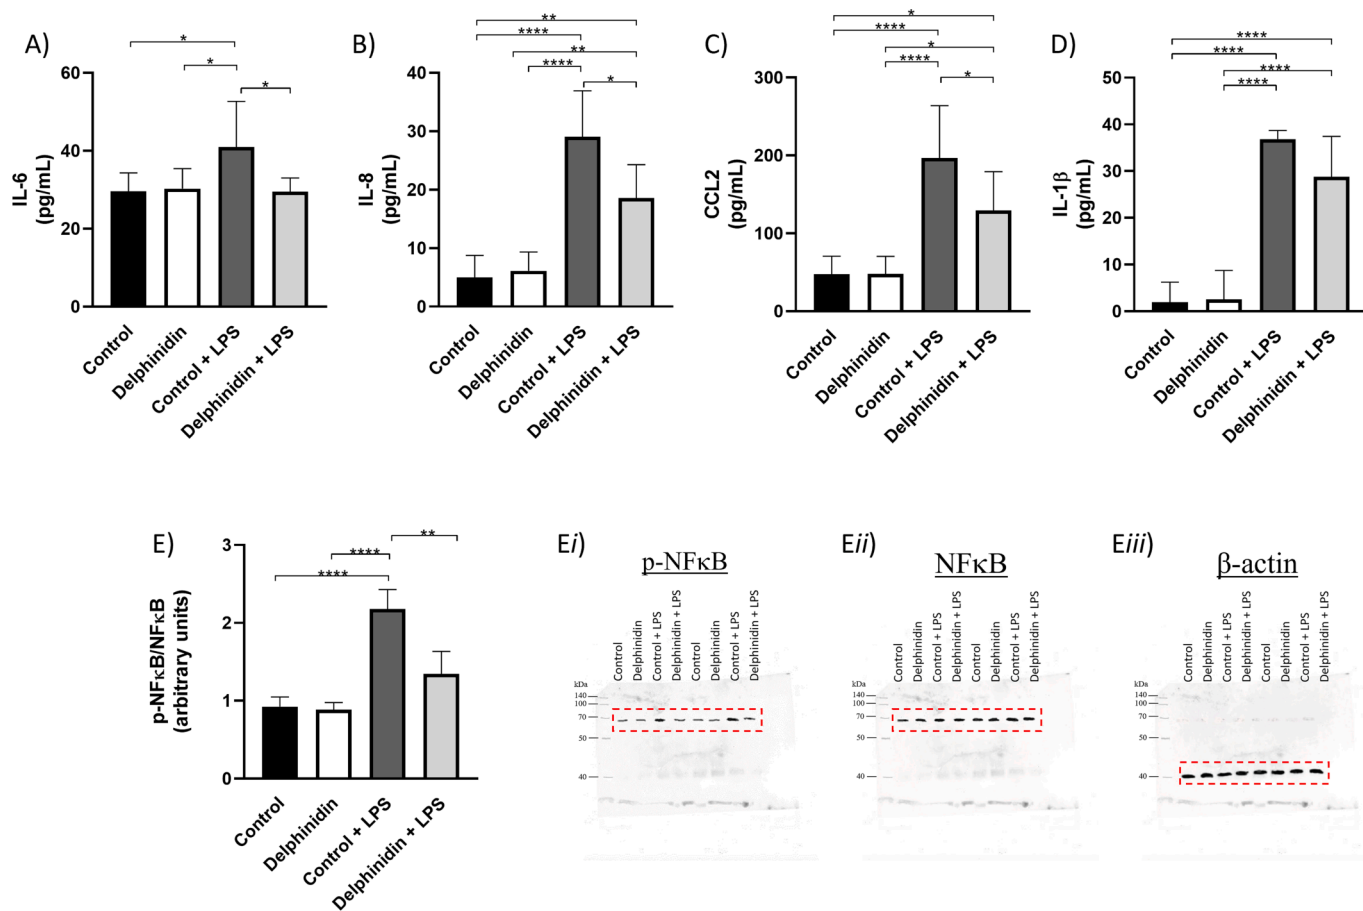 A)
*
*
*
60
40
20
0
IL-6
(pg/mL)
Control
Delphinidin
Control + LPS
Delphinidin + LPS
B)
**
****
**
****
*
40
30
20
10
0
IL-8
(pg/mL)
Control
Delphinidin
Control + LPS
Delphinidin + LPS
C)
*
****
*
****
*
300
200
100
0
CCL2
(pg/mL)
Control
Delphinidin
Control + LPS
Delphinidin + LPS
D)
****
****
****
****
50
40
30
20
10
0
IL-1β
(pg/mL)
Control
Delphinidin
Control + LPS
Delphinidin + LPS
E)
**
****
****
3
2
1
0
p-NFκB/NFκB
(arbitrary units)
Control
Delphinidin
Control + LPS
Delphinidin + LPS
Ei)
p-NFκB
Control
Delphinidin
Control + LPS
Delphinidin + LPS
Control
Delphinidin
Control + LPS
Delphinidin + LPS
kDa
140
100
70
50
40
Eii)
NFκB
Control
Delphinidin
Control + LPS
Delphinidin + LPS
Control
Delphinidin
Control + LPS
Delphinidin + LPS
kDa
140
100
70
50
40
Eiii)
β-actin
Control
Delphinidin
Control + LPS
Delphinidin + LPS
Control
Delphinidin
Control + LPS
Delphinidin + LPS
kDa
140
100
70
50
40